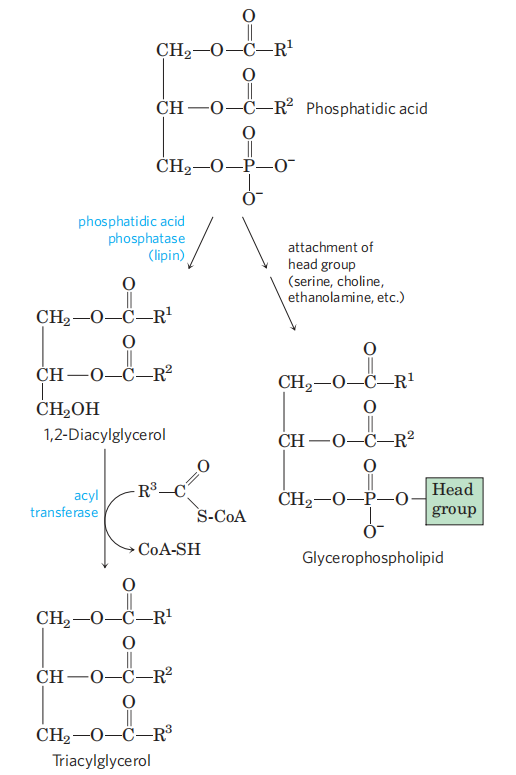 O
CH₂—O—C—R¹
O
CH—O—C—R² Phosphatidic acid
O
CH₂—O—P—O⁻
O⁻
phosphatidic acid
phosphatase
(lipin)
attachment of
head group
(serine, choline,
ethanolamine, etc.)
O
CH₂—O—C—R¹
O
CH—O—C—R²
CH₂OH
1,2-Diacylglycerol
O
CH₂—O—C—R¹
O
CH—O—C—R²
O
CH₂—O—P—O—
O⁻
Head
group
Glycerophospholipid
acyl
transferase
O
R³—C
S-CoA
CoA-SH
O
CH₂—O—C—R¹
O
CH—O—C—R²
O
CH₂—O—C—R³
Triacylglycerol